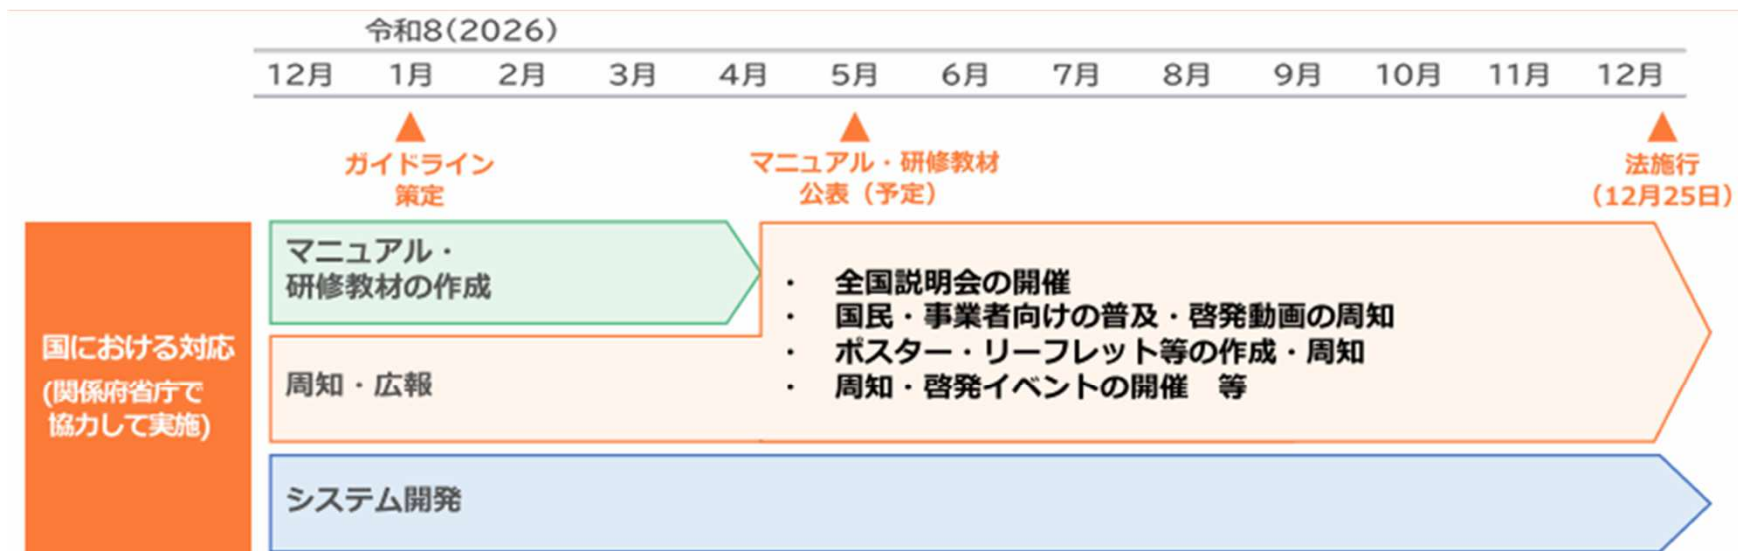 令和8(2026)
12月 1月 2月 3月 4月 5月 6月 7月 8月 9月 10月 11月 12月
ガイドライン
策定
マニュアル・研修教材
公表（予定）
法施行
（12月25日）
国における対応
(関係府省庁で
協力して実施)
マニュアル・
研修教材の作成
周知・広報
・ 全国説明会の開催
・ 国民・事業者向けの普及・啓発動画の周知
・ ポスター・リーフレット等の作成・周知
・ 周知・啓発イベントの開催　等
システム開発